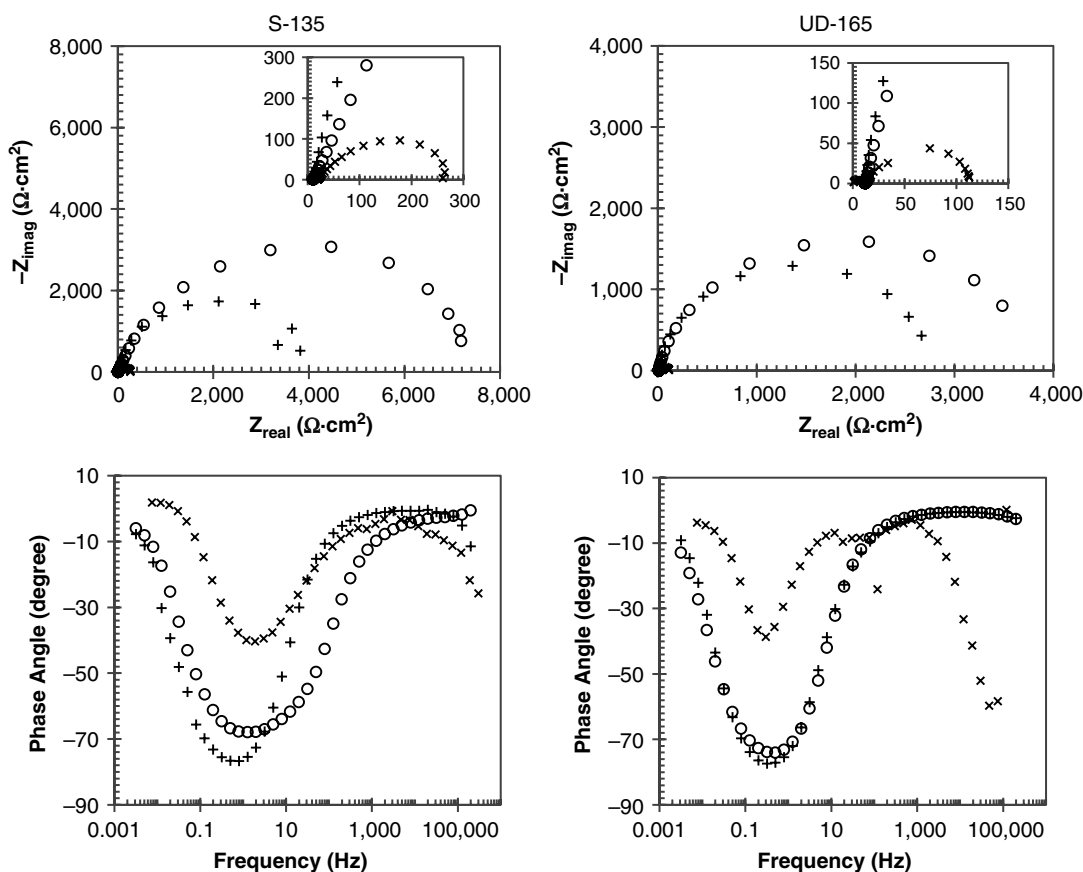 S-135
8,000
6,000
4,000
2,000
0
−Z_imag (Ω·cm²)
300
200
100
0
0 100 200 300
0 2,000 4,000 6,000 8,000
Z_real (Ω·cm²)
UD-165
4,000
3,000
2,000
1,000
0
−Z_imag (Ω·cm²)
150
100
50
0
0 50 100 150
0 1,000 2,000 3,000 4,000
Z_real (Ω·cm²)
10
−10
−30
−50
−70
−90
Phase Angle (degree)
0.001 0.1 10 1,000 100,000
Frequency (Hz)
10
−10
−30
−50
−70
−90
Phase Angle (degree)
0.001 0.1 10 1,000 100,000
Frequency (Hz)